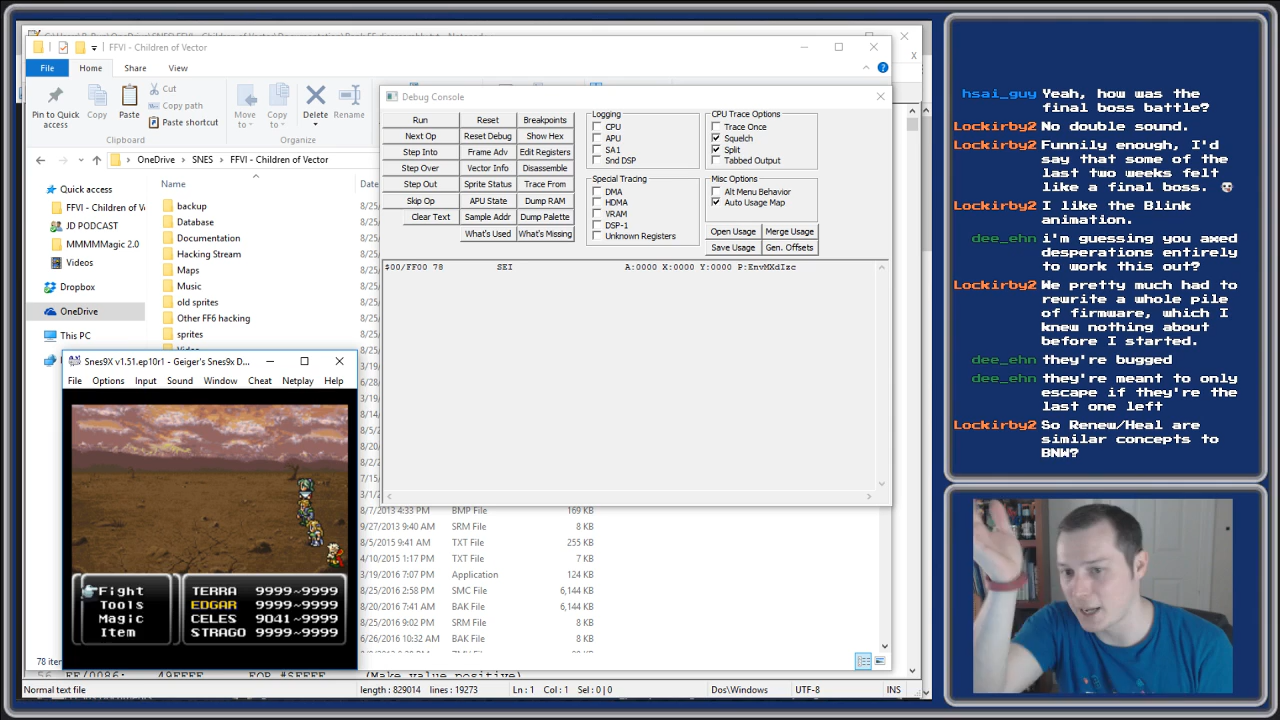 FFVI - Children of Vector
File Home Share View
Pin to Quick access
Copy
Paste
Cut
Copy path
Paste shortcut
Clipboard
Move to
Copy to
Delete
Rename
Organize
OneDrive SNES FFVI - Children of Vector
Name
Quick access
FFVI - Children of V
JD PODCAST
MMMMMagic 2.0
Videos
Dropbox
OneDrive
This PC
backup
Database
Documentation
Hacking Stream
Maps
Music
old sprites
Other FF6 hacking
sprites
Debug Console
Run Reset Breakpoints
Next Op Reset Debug Show Hex
Step Into Frame Adv Edit Registers
Step Over Vector Info Disassemble
Step Out Sprite Status Trace From
Skip Op APU State Dump RAM
Clear Text Sample Addr Dump Palette
What's Used What's Missing
Logging
CPU
APU
SA1
Snd DSP
Special Tracing
DMA
HDMA
VRAM
DSP-1
Unknown Registers
CPU Trace Options
Trace Once
Squelch
Split
Tabbed Output
Misc Options
Alt Menu Behavior
Auto Usage Map
Open Usage Merge Usage
Save Usage Gen. Offsets
$00/FF00 78 SEI A:0000 X:0000 Y:0000 P:EnvMXdIzc
8/7/2013 4:33 PM BMP File 169 KB
9/27/2013 9:40 AM SRM File 8 KB
8/5/2015 9:41 AM TXT File 255 KB
4/10/2015 1:17 PM TXT File 7 KB
3/19/2016 7:07 PM Application 124 KB
8/25/2016 2:58 PM SMC File 6,144 KB
8/20/2016 7:41 AM BAK File 6,144 KB
8/25/2016 9:02 PM SRM File 8 KB
6/26/2016 10:32 AM BAK File 8 KB
Snes9X v1.51.ep10r1 - Geiger's Snes9x D...
File Options Input Sound Window Cheat Netplay Help
Fight
Tools
Magic
Item
TERRA 9999~9999
EDGAR 9999~9999
CELES 9041~9999
STRAGO 9999~9999
78 ite
Normal text file length : 829014 lines : 19273 Ln : 1 Col : 1 Sel : 0 | 0 Dos\Windows UTF-8 INS
hsai_guy Yeah, how was the
final boss battle?
Lockirby2 No double sound.
Lockirby2 Funnily enough, I'd
say that some of the
last two weeks felt
like a final boss.
Lockirby2 I like the Blink
animation.
dee_ehn i'm guessing you axed
desperations entirely
to work this out?
Lockirby2 We pretty much had to
rewrite a whole pile
of firmware, which I
knew nothing about
before I started.
dee_ehn they're bugged
dee_ehn they're meant to only
escape if they're the
last one left
Lockirby2 So Renew/Heal are
similar concepts to
BNW?